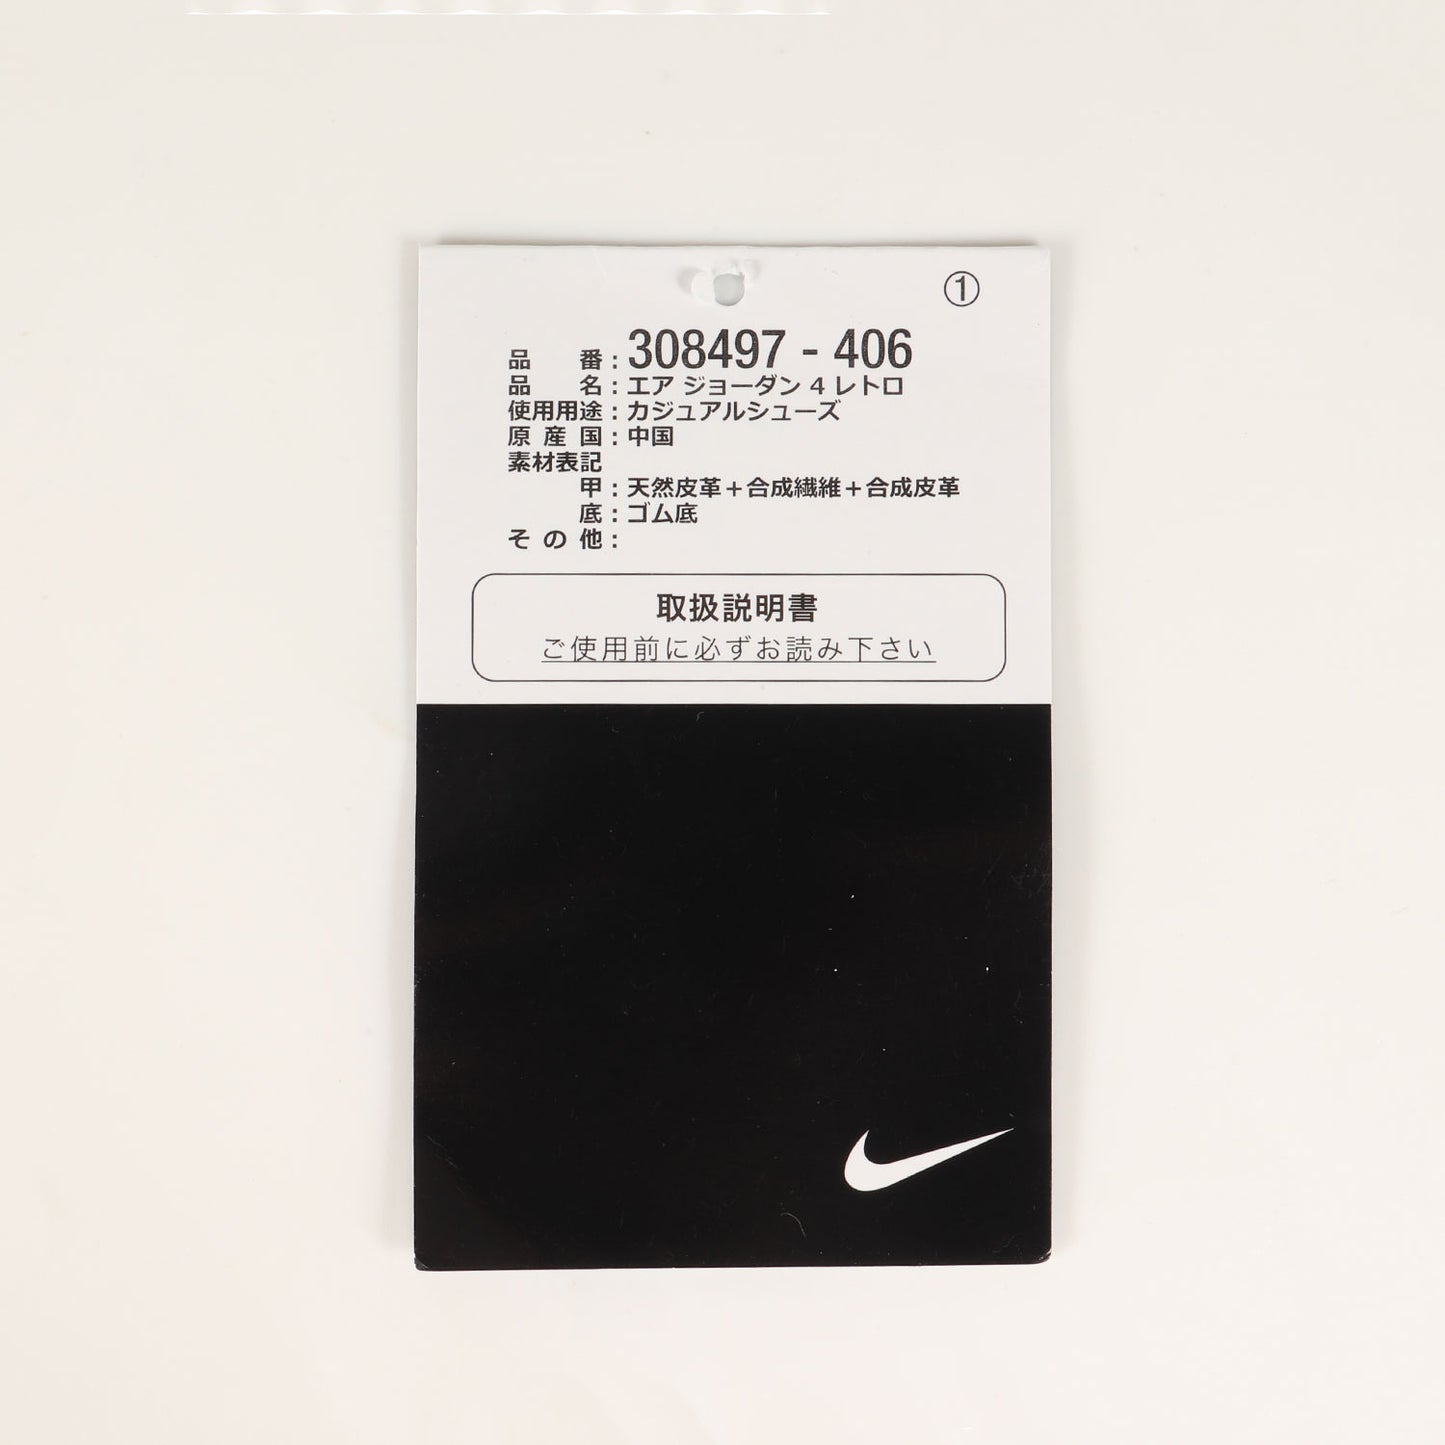 ①
品番:308497 - 406
品名:エア ジョーダン 4 レトロ
使用用途:カジュアルシューズ
原産国:中国
素材表記
甲:天然皮革+合成繊維+合成皮革
底:ゴム底
その他:
取扱説明書
ご使用前に必ずお読み下さい